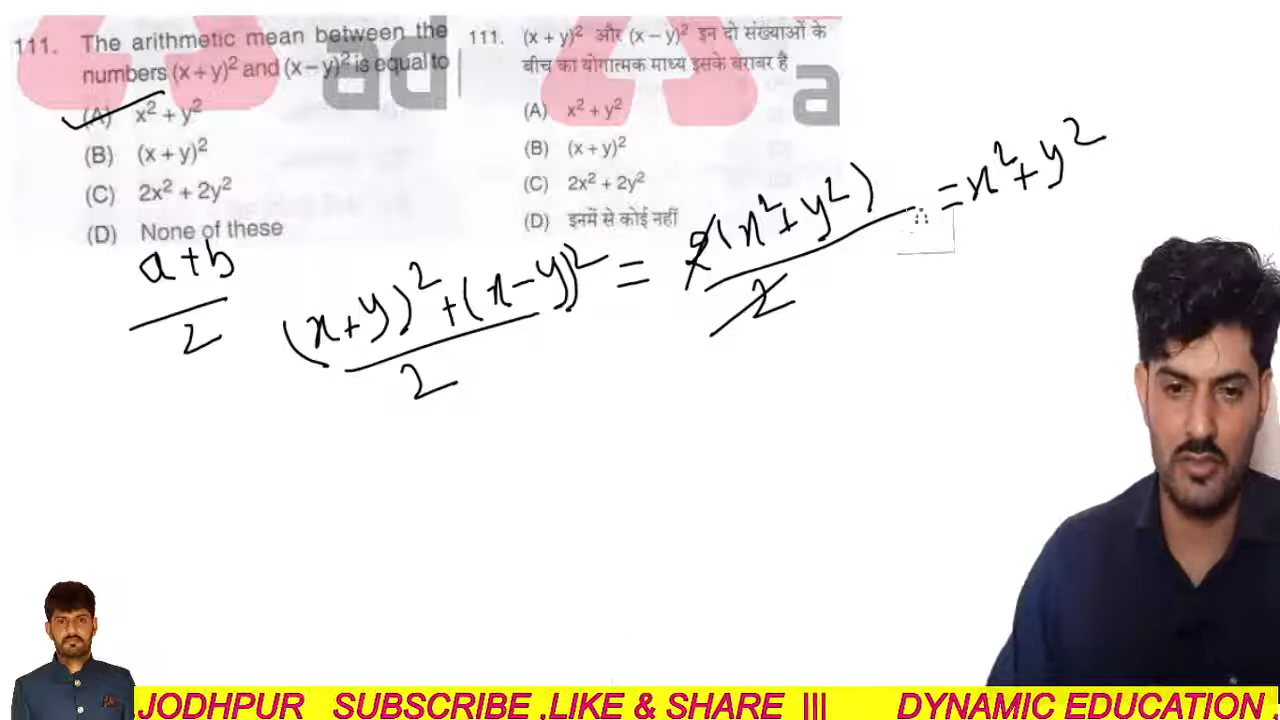 111. The arithmetic mean between the
numbers (x+y)² and (x−y)² is equal to
(A) x² + y²
(B) (x + y)²
(C) 2x² + 2y²
(D) None of these
111. (x + y)² और (x − y)² इन दो संख्याओं के
बीच का योगात्मक माध्य इसके बराबर है
(A) x² + y²
(B) (x + y)²
(C) 2x² + 2y²
(D) इनमें से कोई नहीं
ad
a
a+b
2
(x+y)²+(x−y)² = 2(x²+y²) = x²+y²
2 2
.JODHPUR SUBSCRIBE ,LIKE & SHARE ||| DYNAMIC EDUCATION .